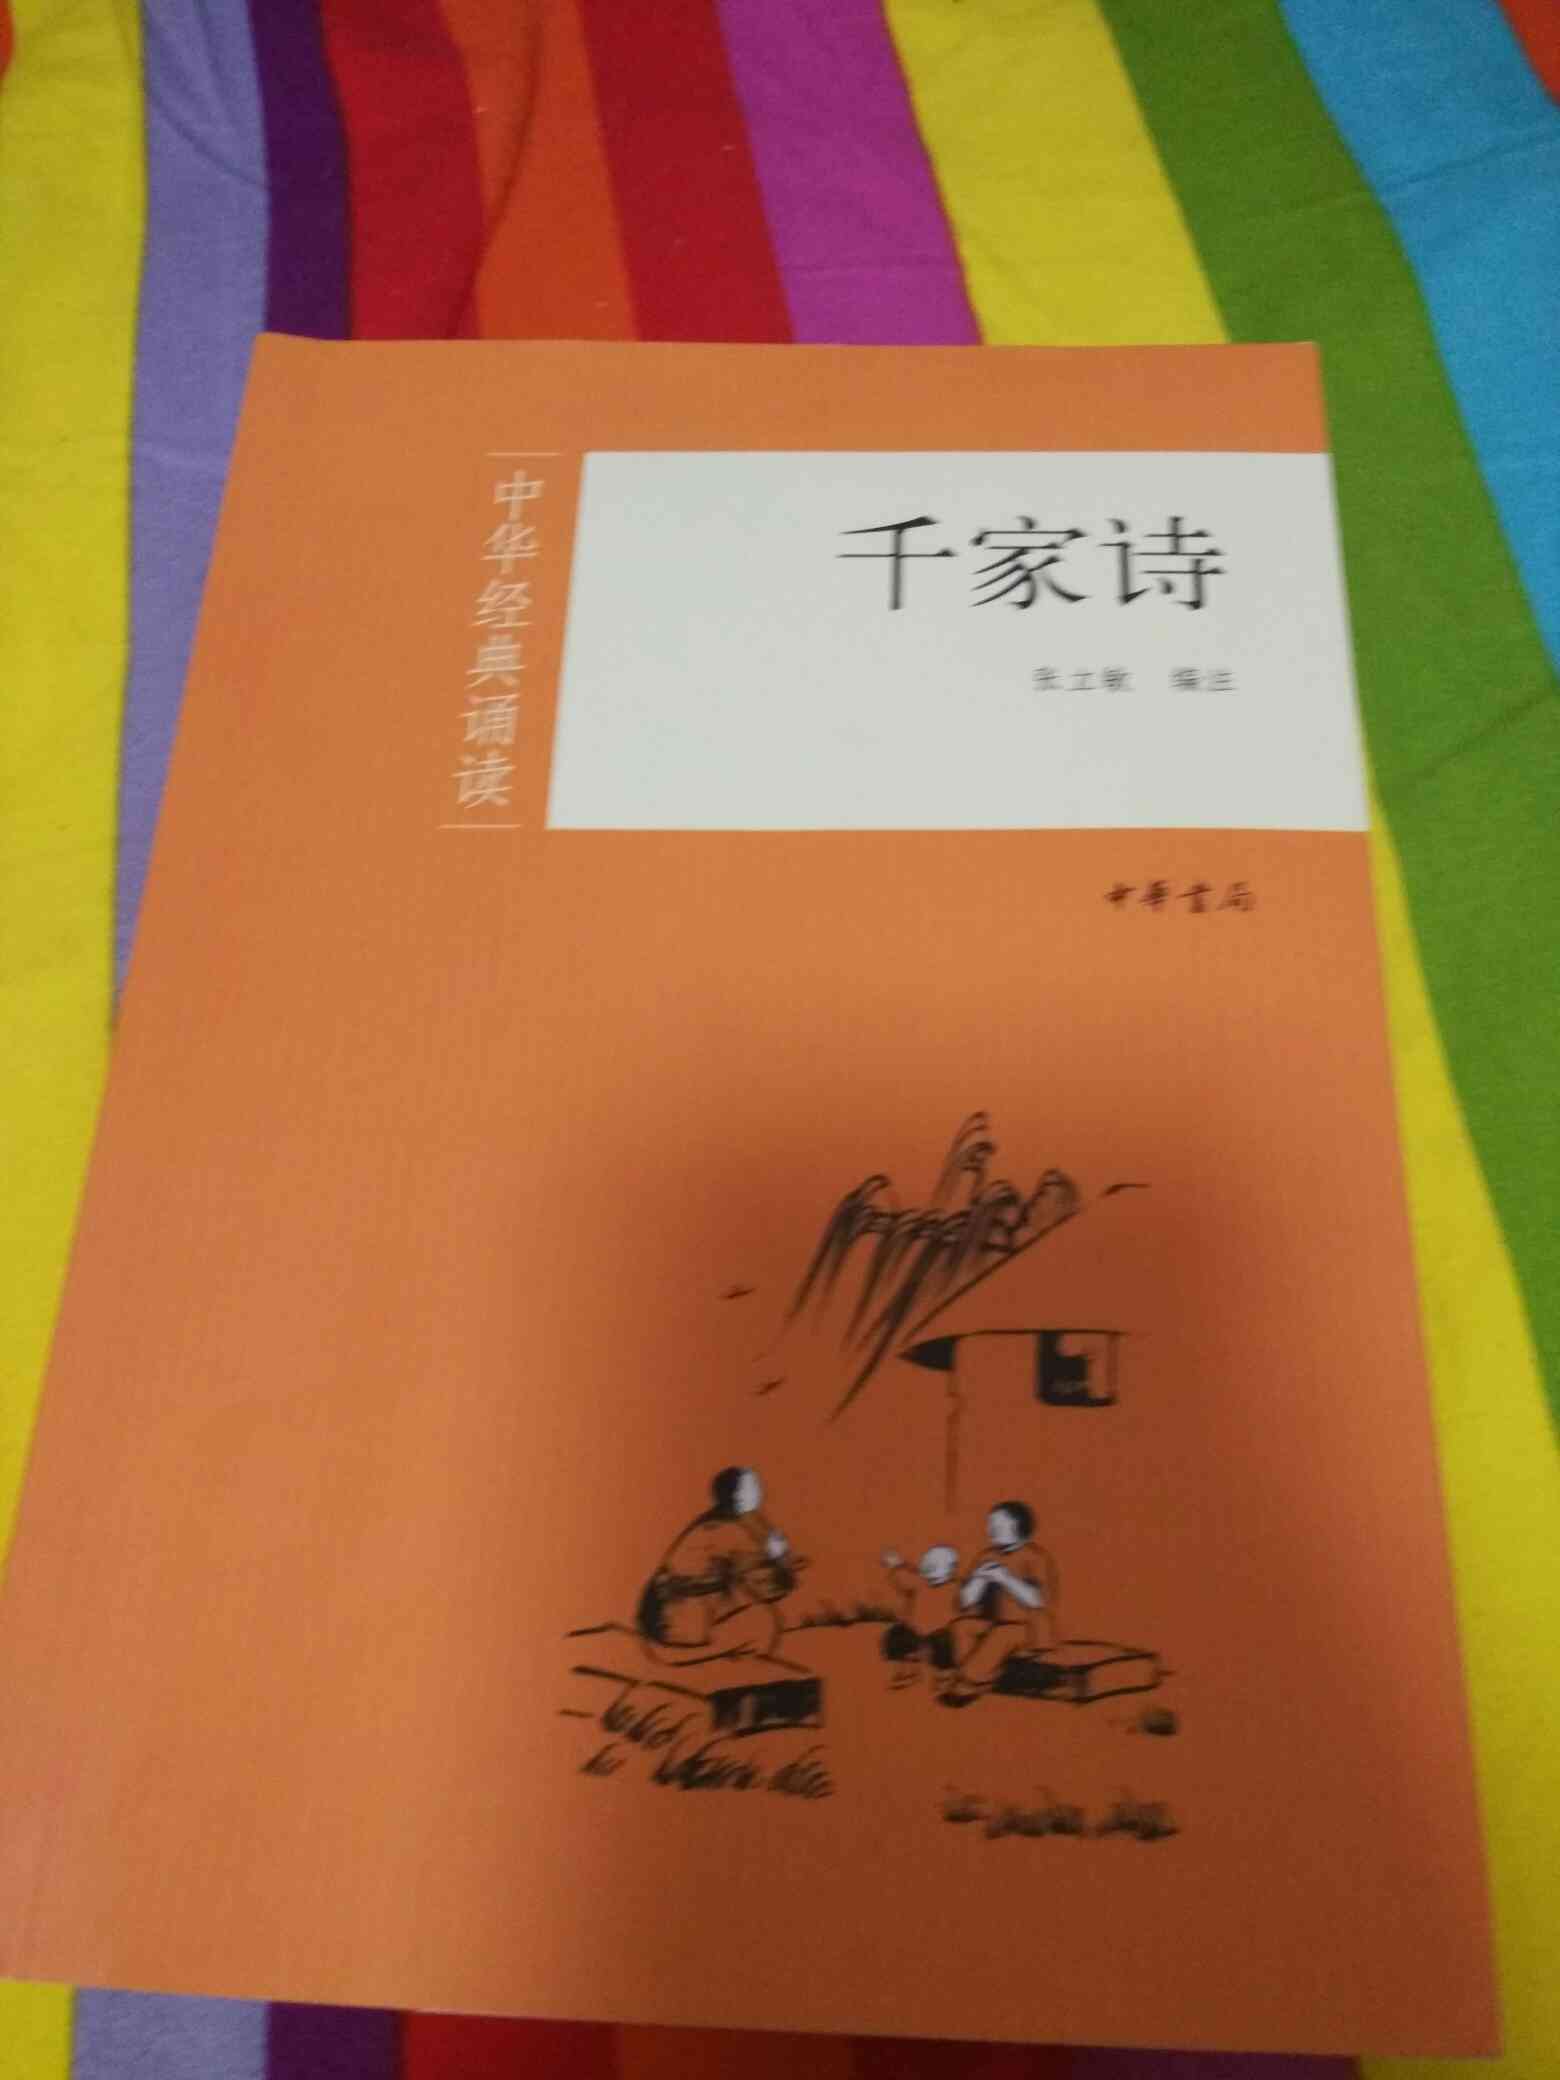 中华经典诵读
千家诗
张立敏 编注
中華書局